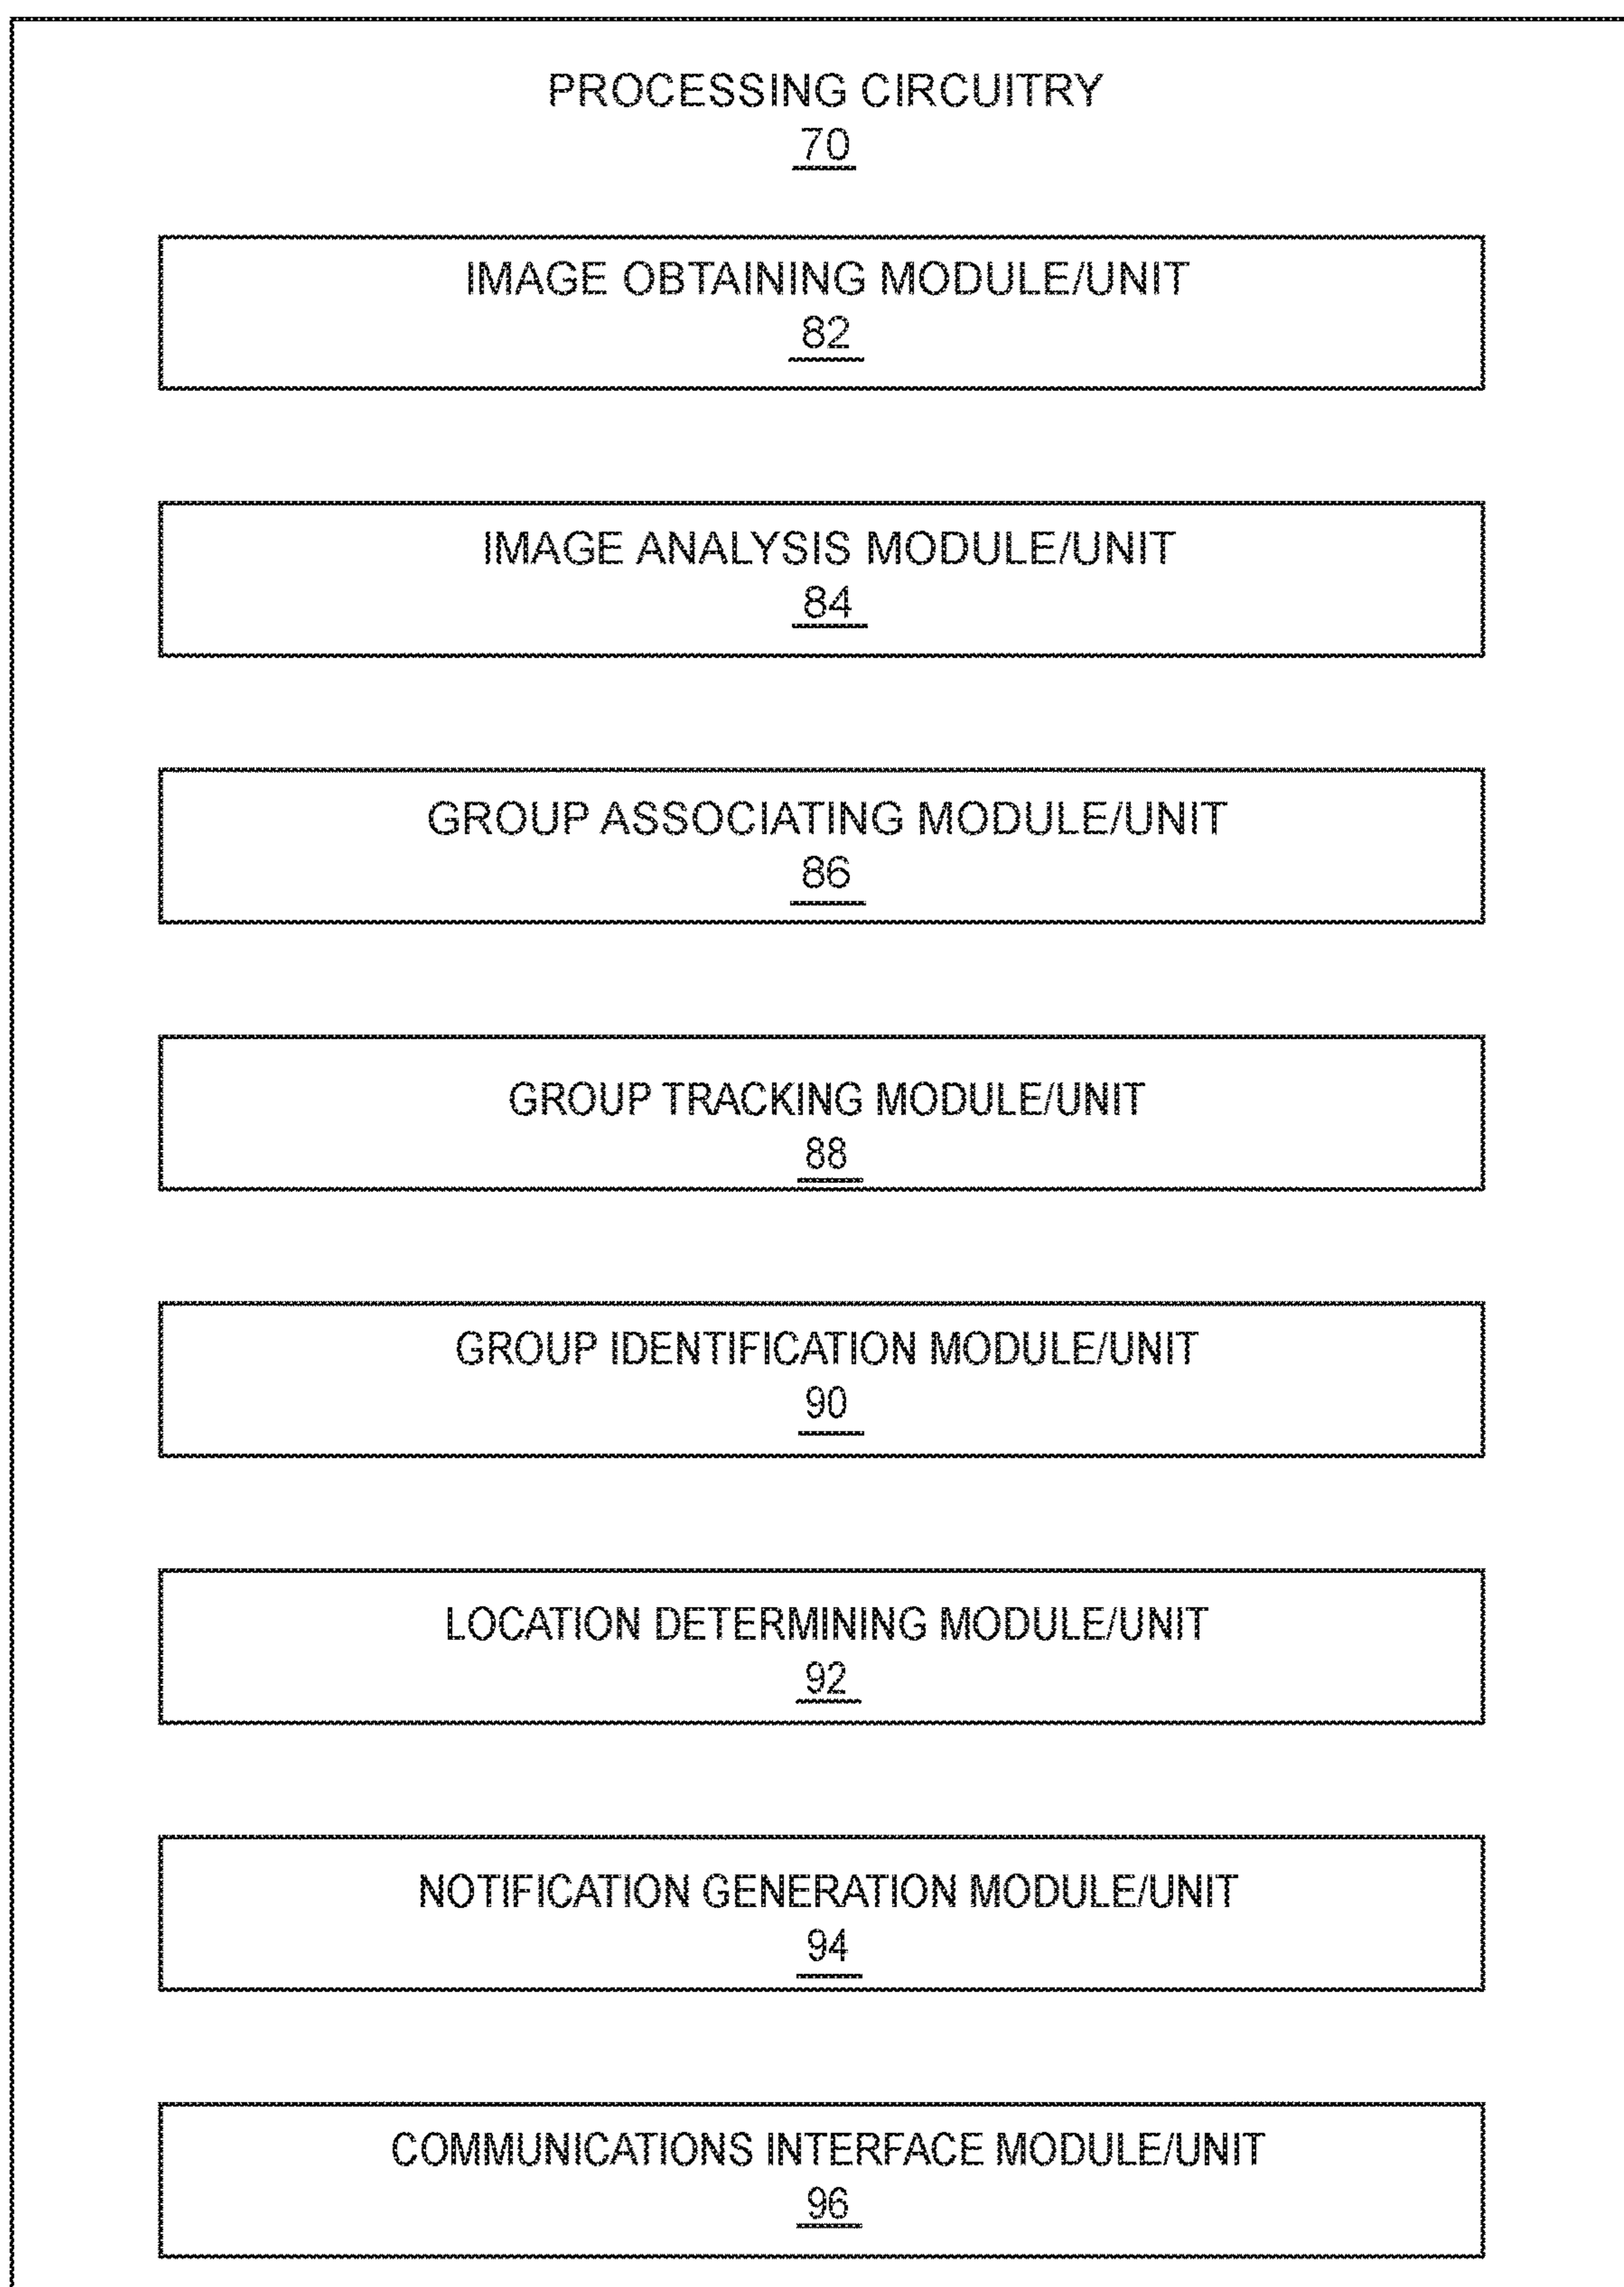 PROCESSING CIRCUITRY
70
IMAGE OBTAINING MODULE/UNIT
82
IMAGE ANALYSIS MODULE/UNIT
84
GROUP ASSOCIATING MODULE/UNIT
86
GROUP TRACKING MODULE/UNIT
88
GROUP IDENTIFICATION MODULE/UNIT
90
LOCATION DETERMINING MODULE/UNIT
92
NOTIFICATION GENERATION MODULE/UNIT
94
COMMUNICATIONS INTERFACE MODULE/UNIT
96